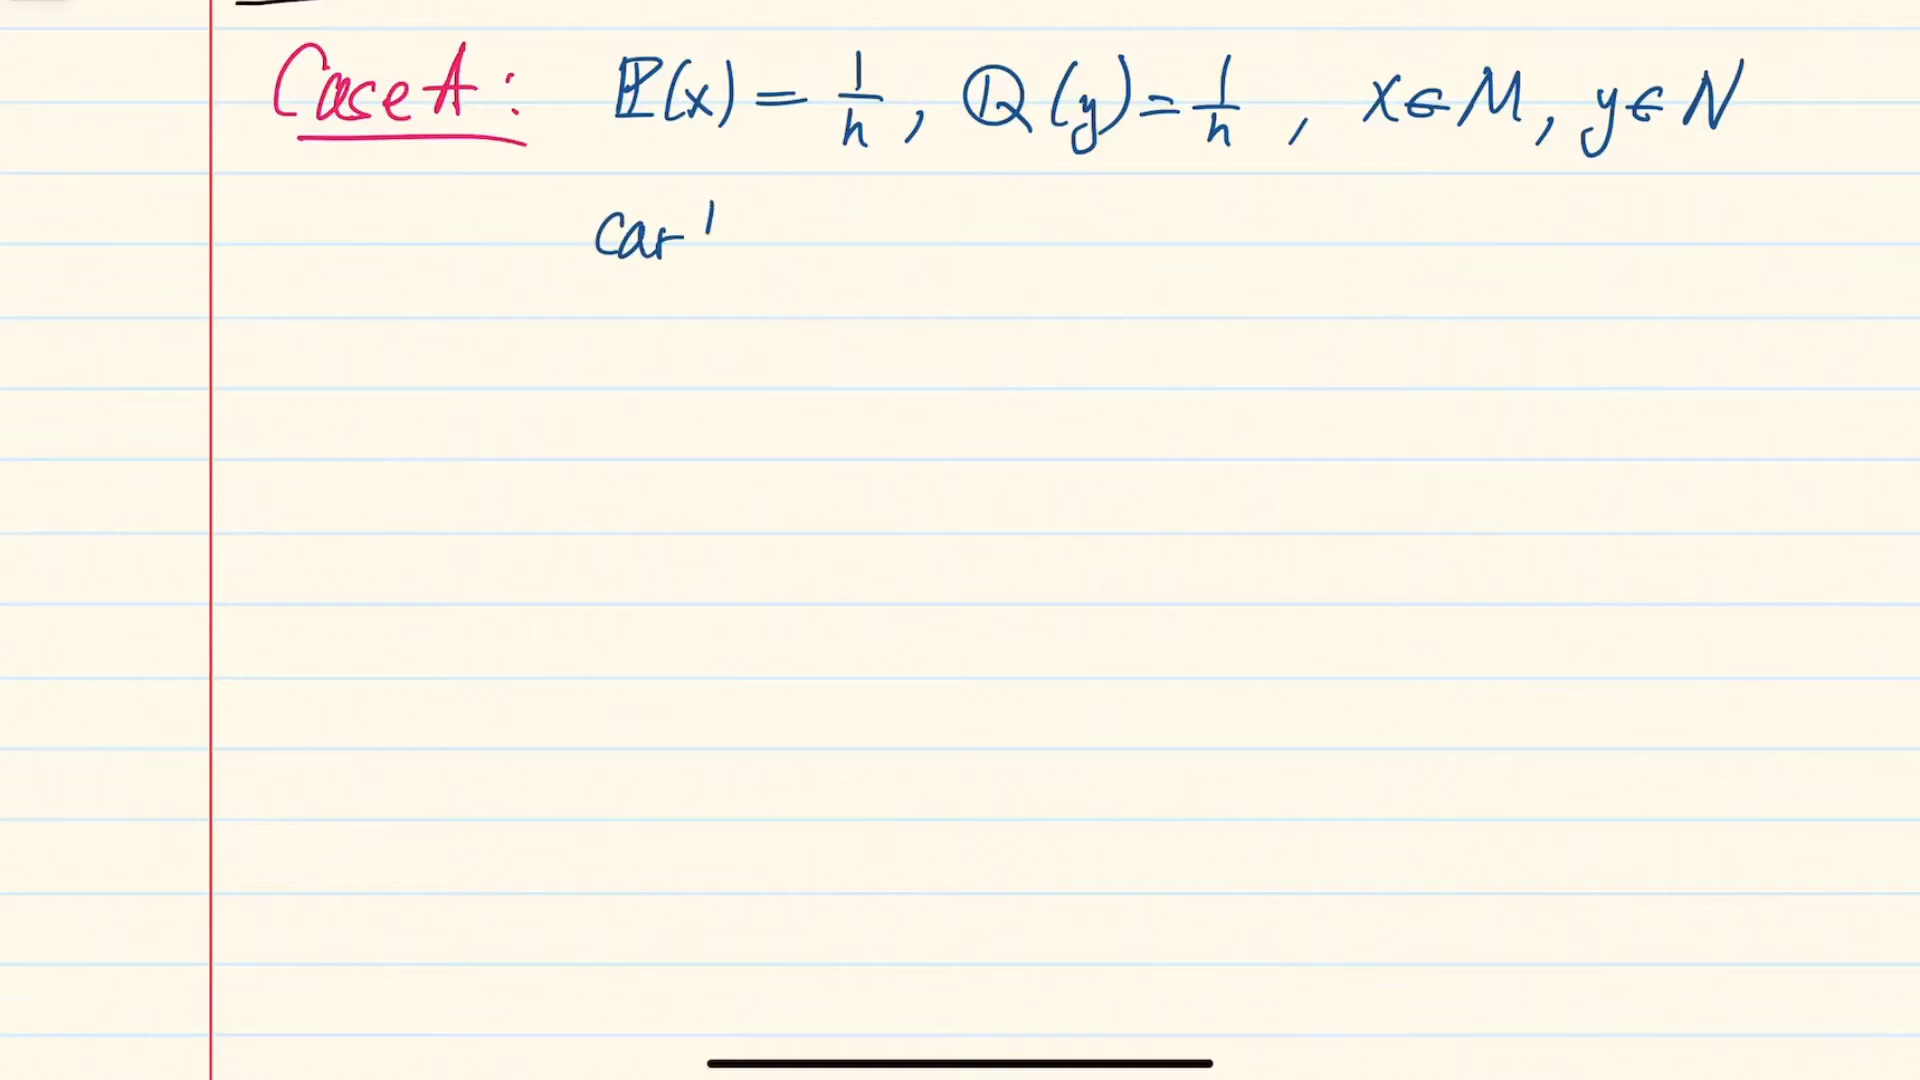 Case A: ℙ(x) = 1/n, ℚ(y) = 1/n, x ∈ M, y ∈ N
car